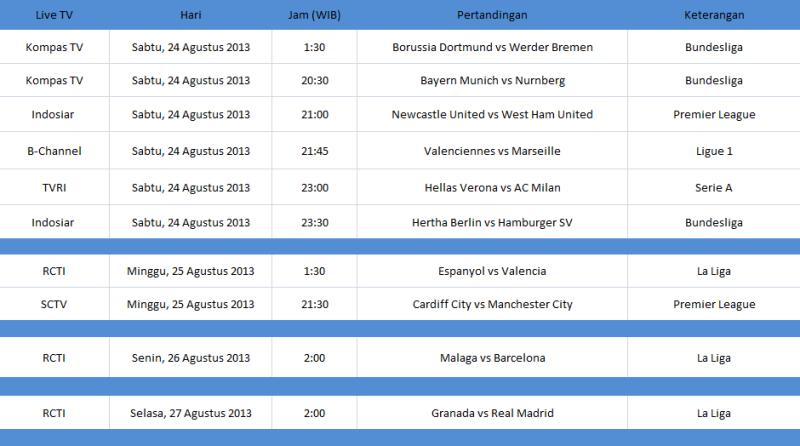 Live TV Hari Jam (WIB) Pertandingan Keterangan
Kompas TV Sabtu, 24 Agustus 2013 1:30 Borussia Dortmund vs Werder Bremen Bundesliga
Kompas TV Sabtu, 24 Agustus 2013 20:30 Bayern Munich vs Nurnberg Bundesliga
Indosiar Sabtu, 24 Agustus 2013 21:00 Newcastle United vs West Ham United Premier League
B-Channel Sabtu, 24 Agustus 2013 21:45 Valenciennes vs Marseille Ligue 1
TVRI Sabtu, 24 Agustus 2013 23:00 Hellas Verona vs AC Milan Serie A
Indosiar Sabtu, 24 Agustus 2013 23:30 Hertha Berlin vs Hamburger SV Bundesliga
RCTI Minggu, 25 Agustus 2013 1:30 Espanyol vs Valencia La Liga
SCTV Minggu, 25 Agustus 2013 21:30 Cardiff City vs Manchester City Premier League
RCTI Senin, 26 Agustus 2013 2:00 Malaga vs Barcelona La Liga
RCTI Selasa, 27 Agustus 2013 2:00 Granada vs Real Madrid La Liga